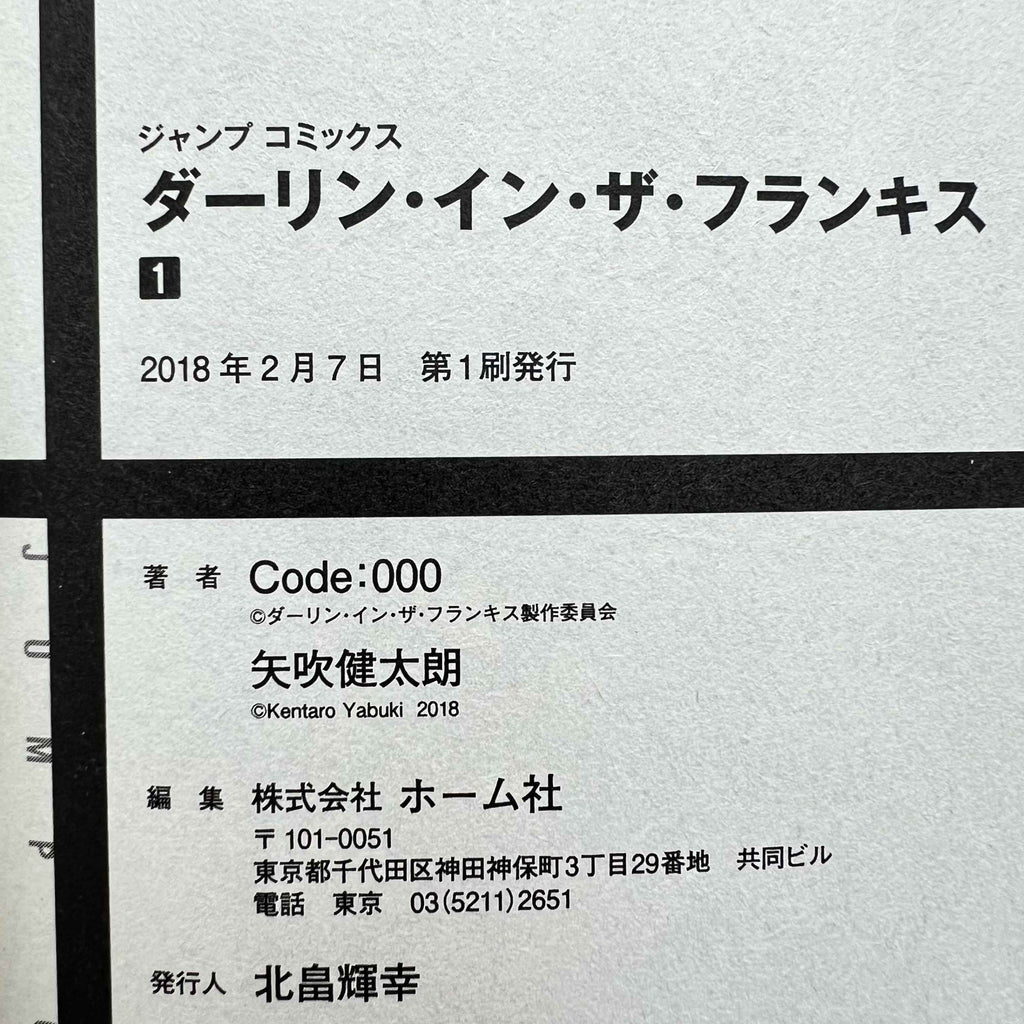 ジャンプ コミックス
ダーリン・イン・ザ・フランキス
1
2018年2月7日　第1刷発行
著 者 Code:000
©ダーリン・イン・ザ・フランキス製作委員会
矢吹健太朗
©Kentaro Yabuki 2018
編 集 株式会社 ホーム社
〒101-0051
東京都千代田区神田神保町3丁目29番地　共同ビル
電話　東京　03(5211)2651
発行人 北畠輝幸
JUMP